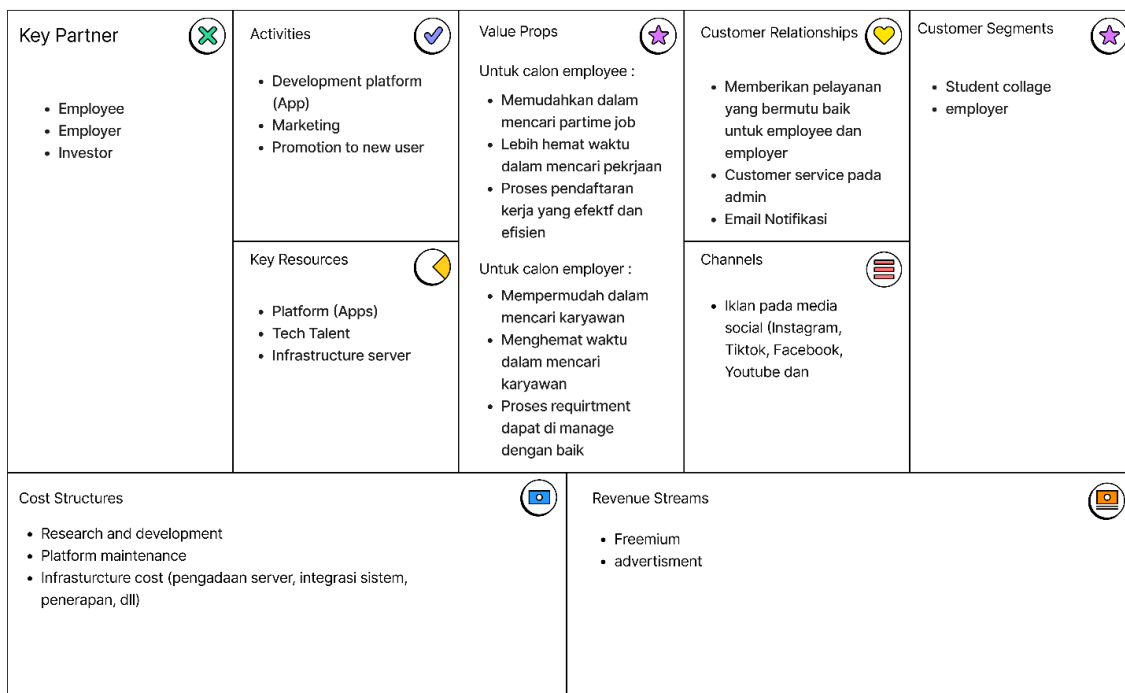 Key Partner
• Employee
• Employer
• Investor
Activities
• Development platform
(App)
• Marketing
• Promotion to new user
Key Resources
• Platform (Apps)
• Tech Talent
• Infrastructure server
Value Props
Untuk calon employee :
• Memudahkan dalam
mencari partime job
• Lebih hemat waktu
dalam mencari pekrjaan
• Proses pendaftaran
kerja yang efektf dan
efisien
Untuk calon employer :
• Mempermudah dalam
mencari karyawan
• Menghemat waktu
dalam mencari
karyawan
• Proses requirtment
dapat di manage
dengan baik
Customer Relationships
• Memberikan pelayanan
yang bermutu baik
untuk employee dan
employer
• Customer service pada
admin
• Email Notifikasi
Channels
• Iklan pada media
social (Instagram,
Tiktok, Facebook,
Youtube dan
Customer Segments
• Student collage
• employer
Cost Structures
• Research and development
• Platform maintenance
• Infrasturcture cost (pengadaan server, integrasi sistem,
penerapan, dll)
Revenue Streams
• Freemium
• advertisment